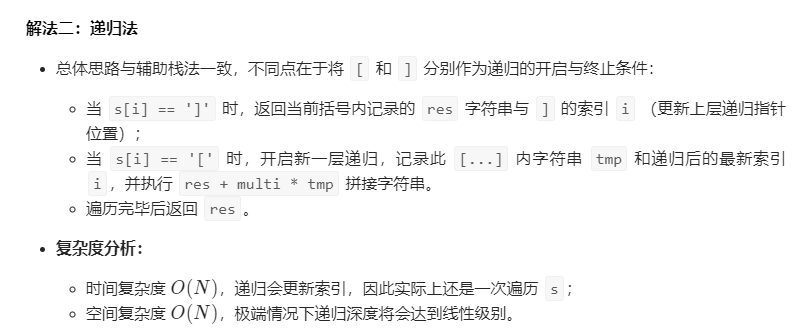 解法二：递归法
总体思路与辅助栈法一致，不同点在于将 [ 和 ] 分别作为递归的开启与终止条件：
当 s[i] == ']' 时，返回当前括号内记录的 res 字符串与 ] 的索引 i （更新上层递归指针
位置）；
当 s[i] == '[' 时，开启新一层递归，记录此 [...] 内字符串 tmp 和递归后的最新索引
i ，并执行 res + multi * tmp 拼接字符串。
遍历完毕后返回 res 。
复杂度分析：
时间复杂度 O(N)，递归会更新索引，因此实际上还是一次遍历 s ；
空间复杂度 O(N)，极端情况下递归深度将会达到线性级别。